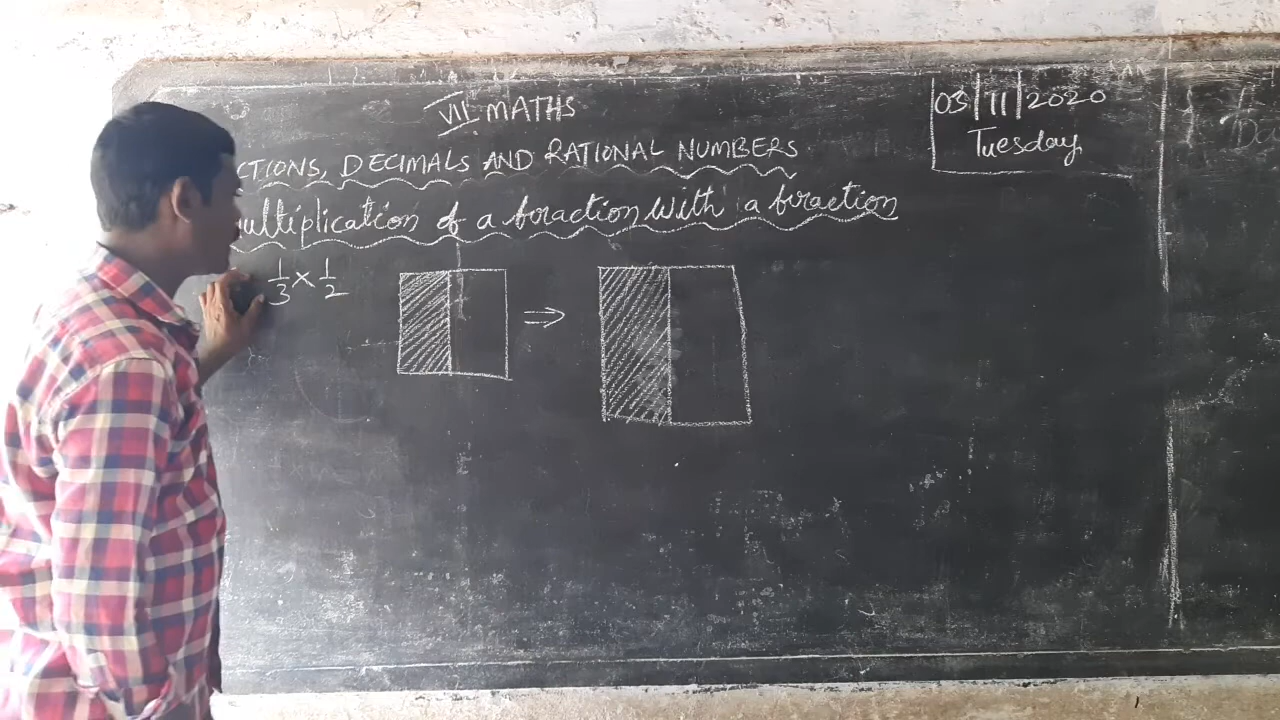 VII MATHS
03|11|2020
Tuesday
CTIONS, DECIMALS AND RATIONAL NUMBERS
ultiplication of a fraction with a fraction
1/3 × 1/2
⇒